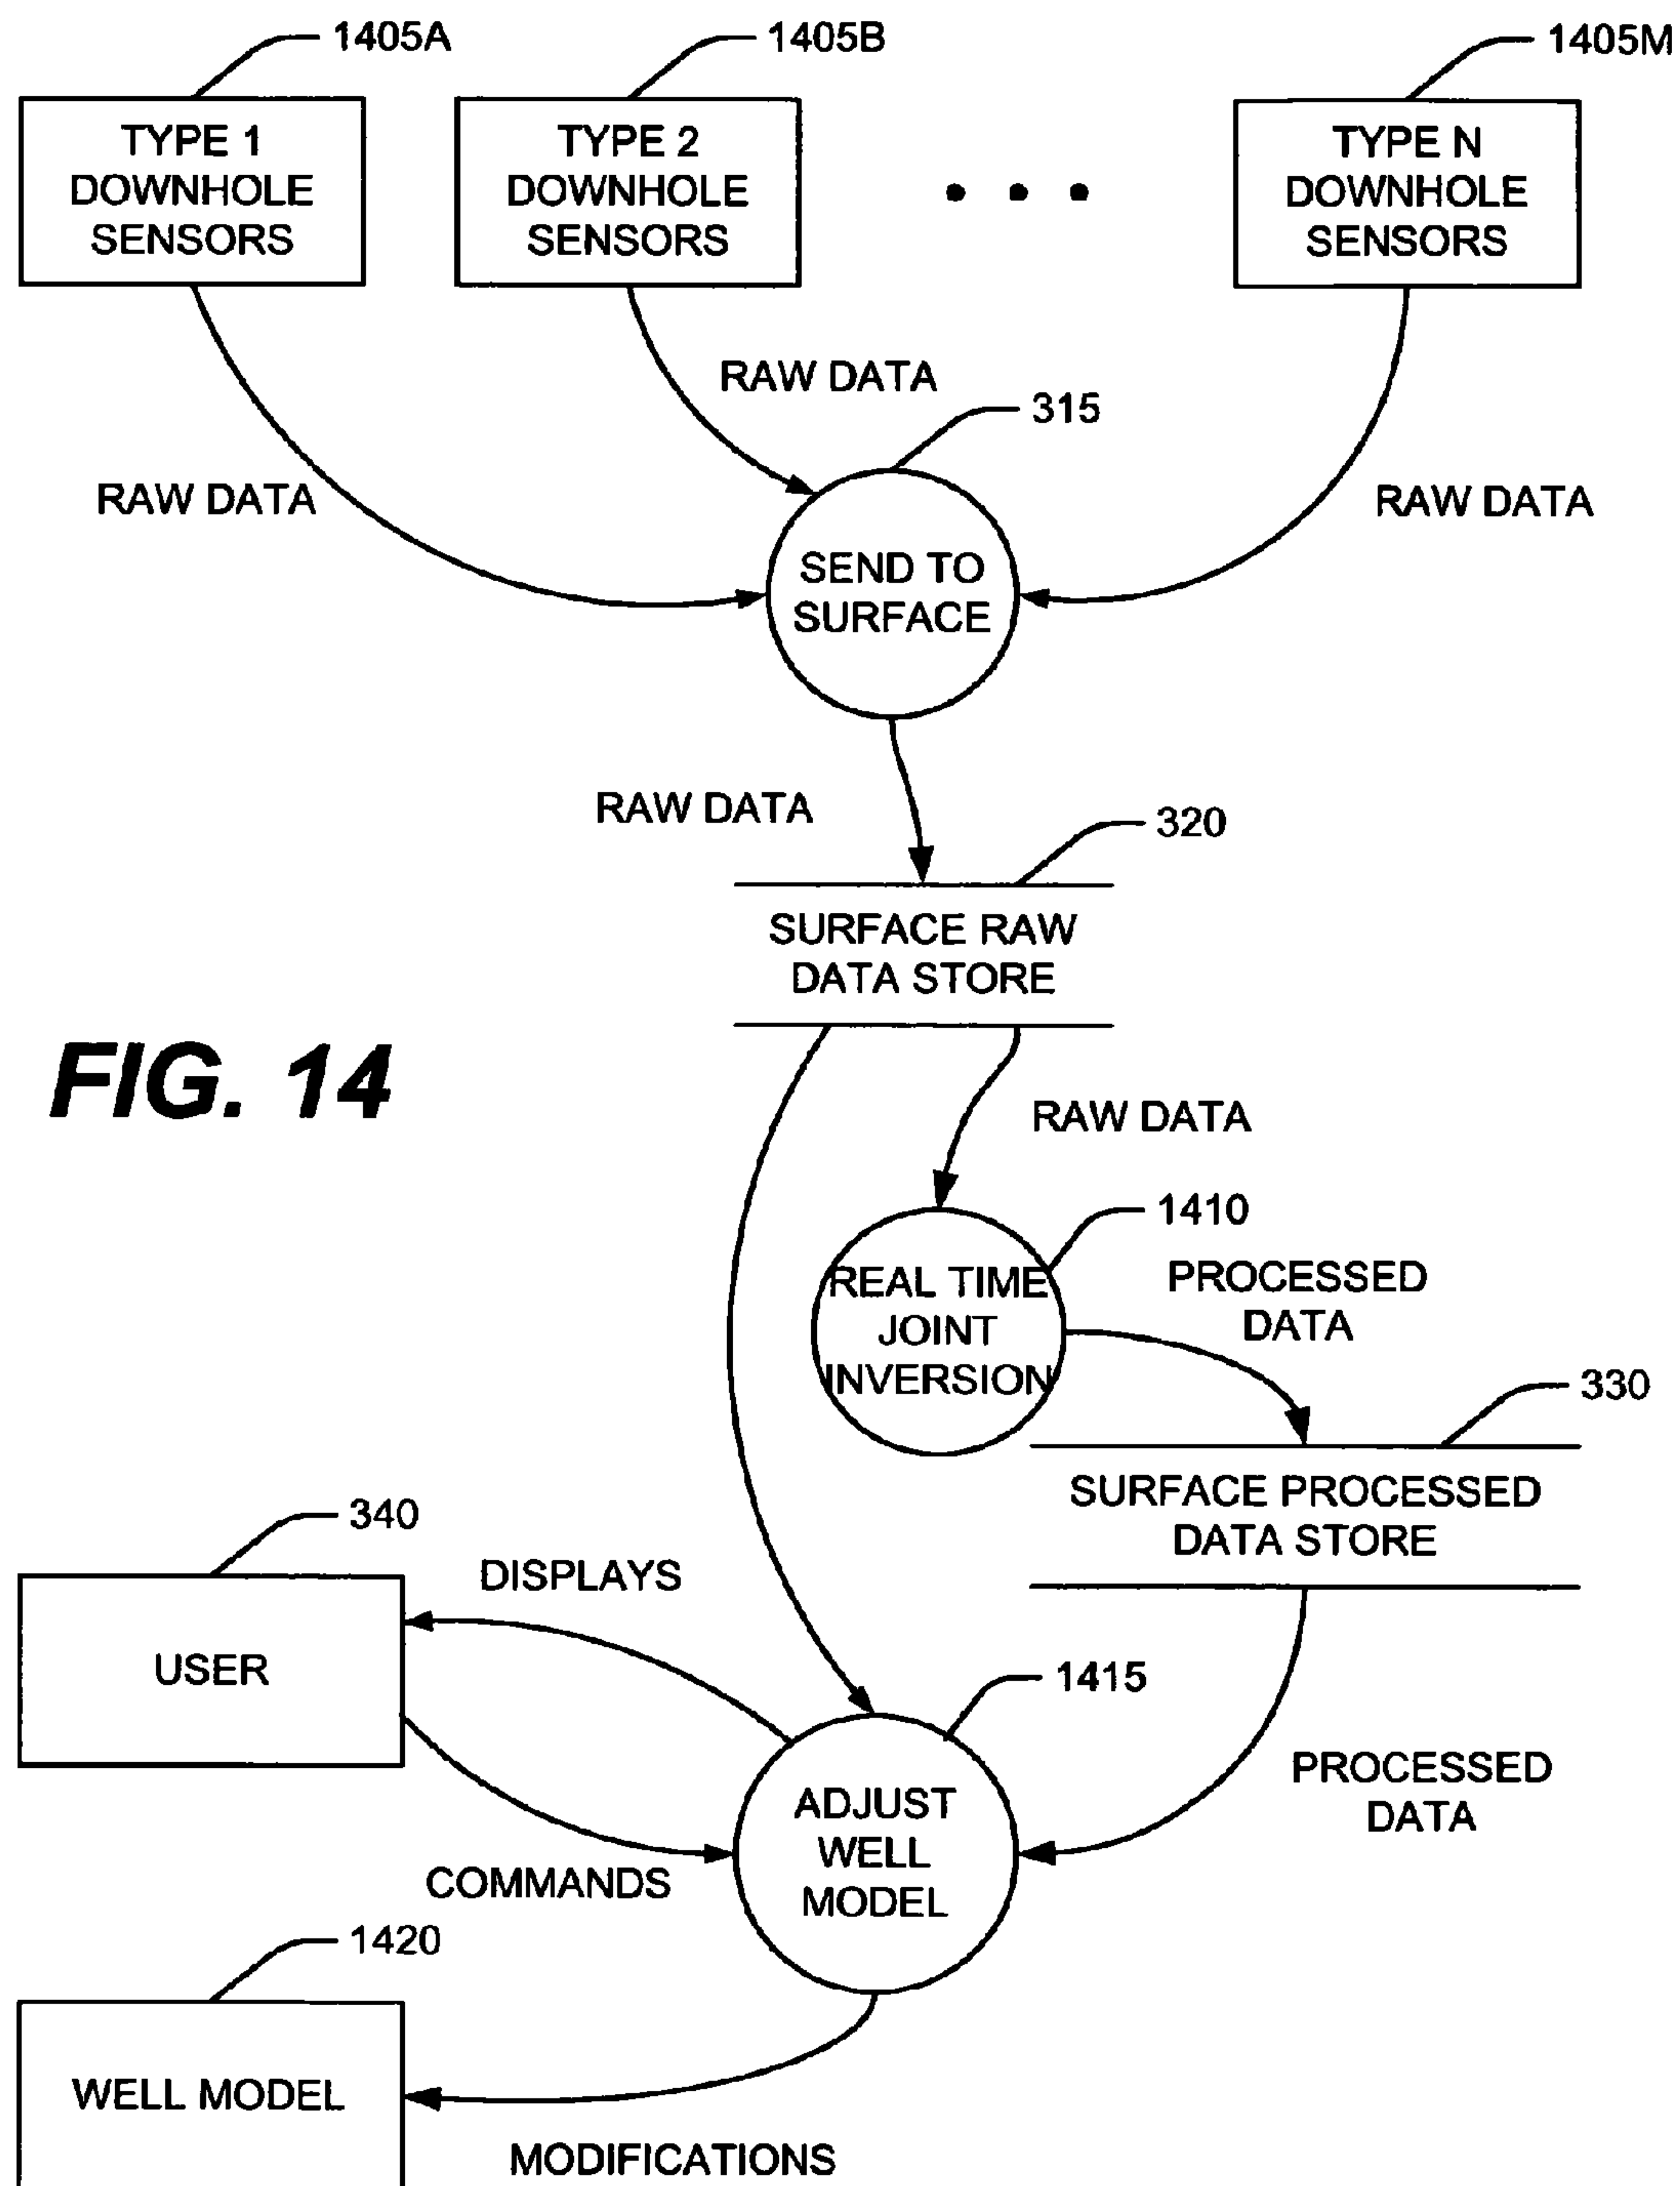 1405A
1405B
1405M
TYPE 1
DOWNHOLE
SENSORS
TYPE 2
DOWNHOLE
SENSORS
• • •
TYPE N
DOWNHOLE
SENSORS
RAW DATA
315
RAW DATA
RAW DATA
SEND TO
SURFACE
RAW DATA
320
SURFACE RAW
DATA STORE
FIG. 14
RAW DATA
1410
REAL TIME
JOINT
INVERSION
PROCESSED
DATA
330
SURFACE PROCESSED
DATA STORE
340
DISPLAYS
USER
1415
PROCESSED
DATA
ADJUST
WELL
MODEL
COMMANDS
1420
WELL MODEL
MODIFICATIONS